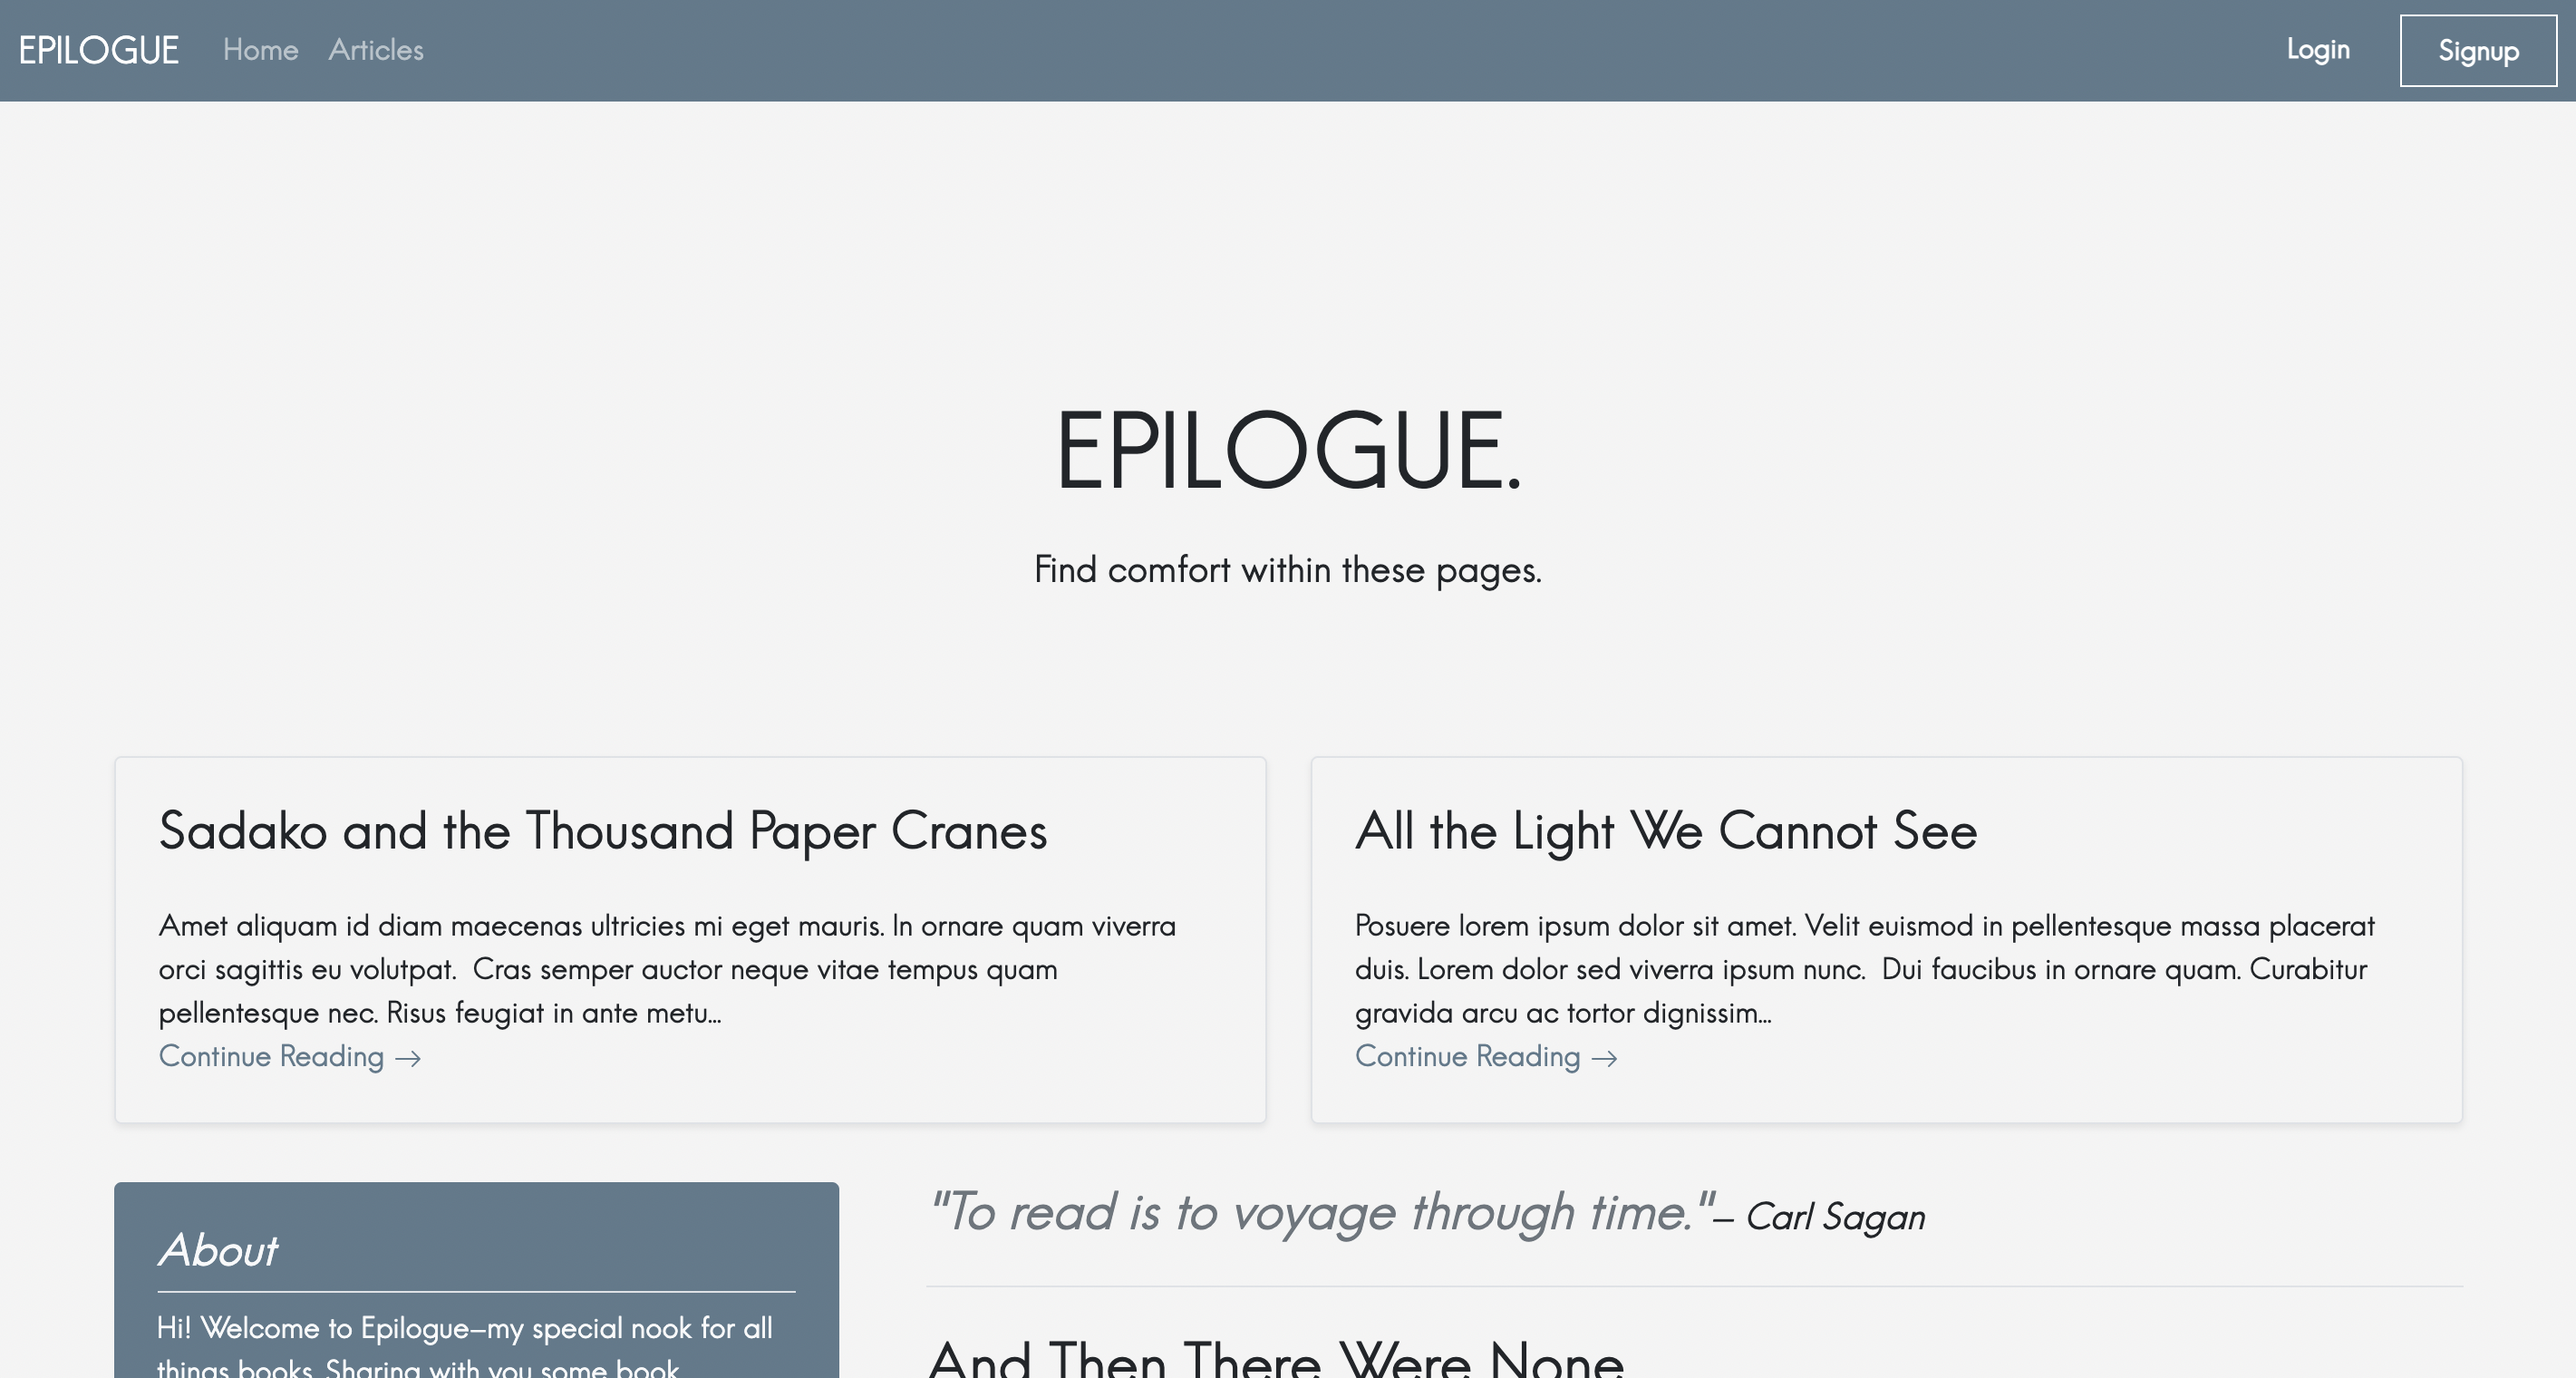 EPILOGUE Home Articles Login Signup
EPILOGUE.
Find comfort within these pages.
Sadako and the Thousand Paper Cranes
Amet aliquam id diam maecenas ultricies mi eget mauris. In ornare quam viverra
orci sagittis eu volutpat.  Cras semper auctor neque vitae tempus quam
pellentesque nec. Risus feugiat in ante metu...
Continue Reading →
All the Light We Cannot See
Posuere lorem ipsum dolor sit amet. Velit euismod in pellentesque massa placerat
duis. Lorem dolor sed viverra ipsum nunc.  Dui faucibus in ornare quam. Curabitur
gravida arcu ac tortor dignissim...
Continue Reading →
About
Hi! Welcome to Epilogue—my special nook for all
things books. Sharing with you some book
"To read is to voyage through time."— Carl Sagan
And Then There Were None